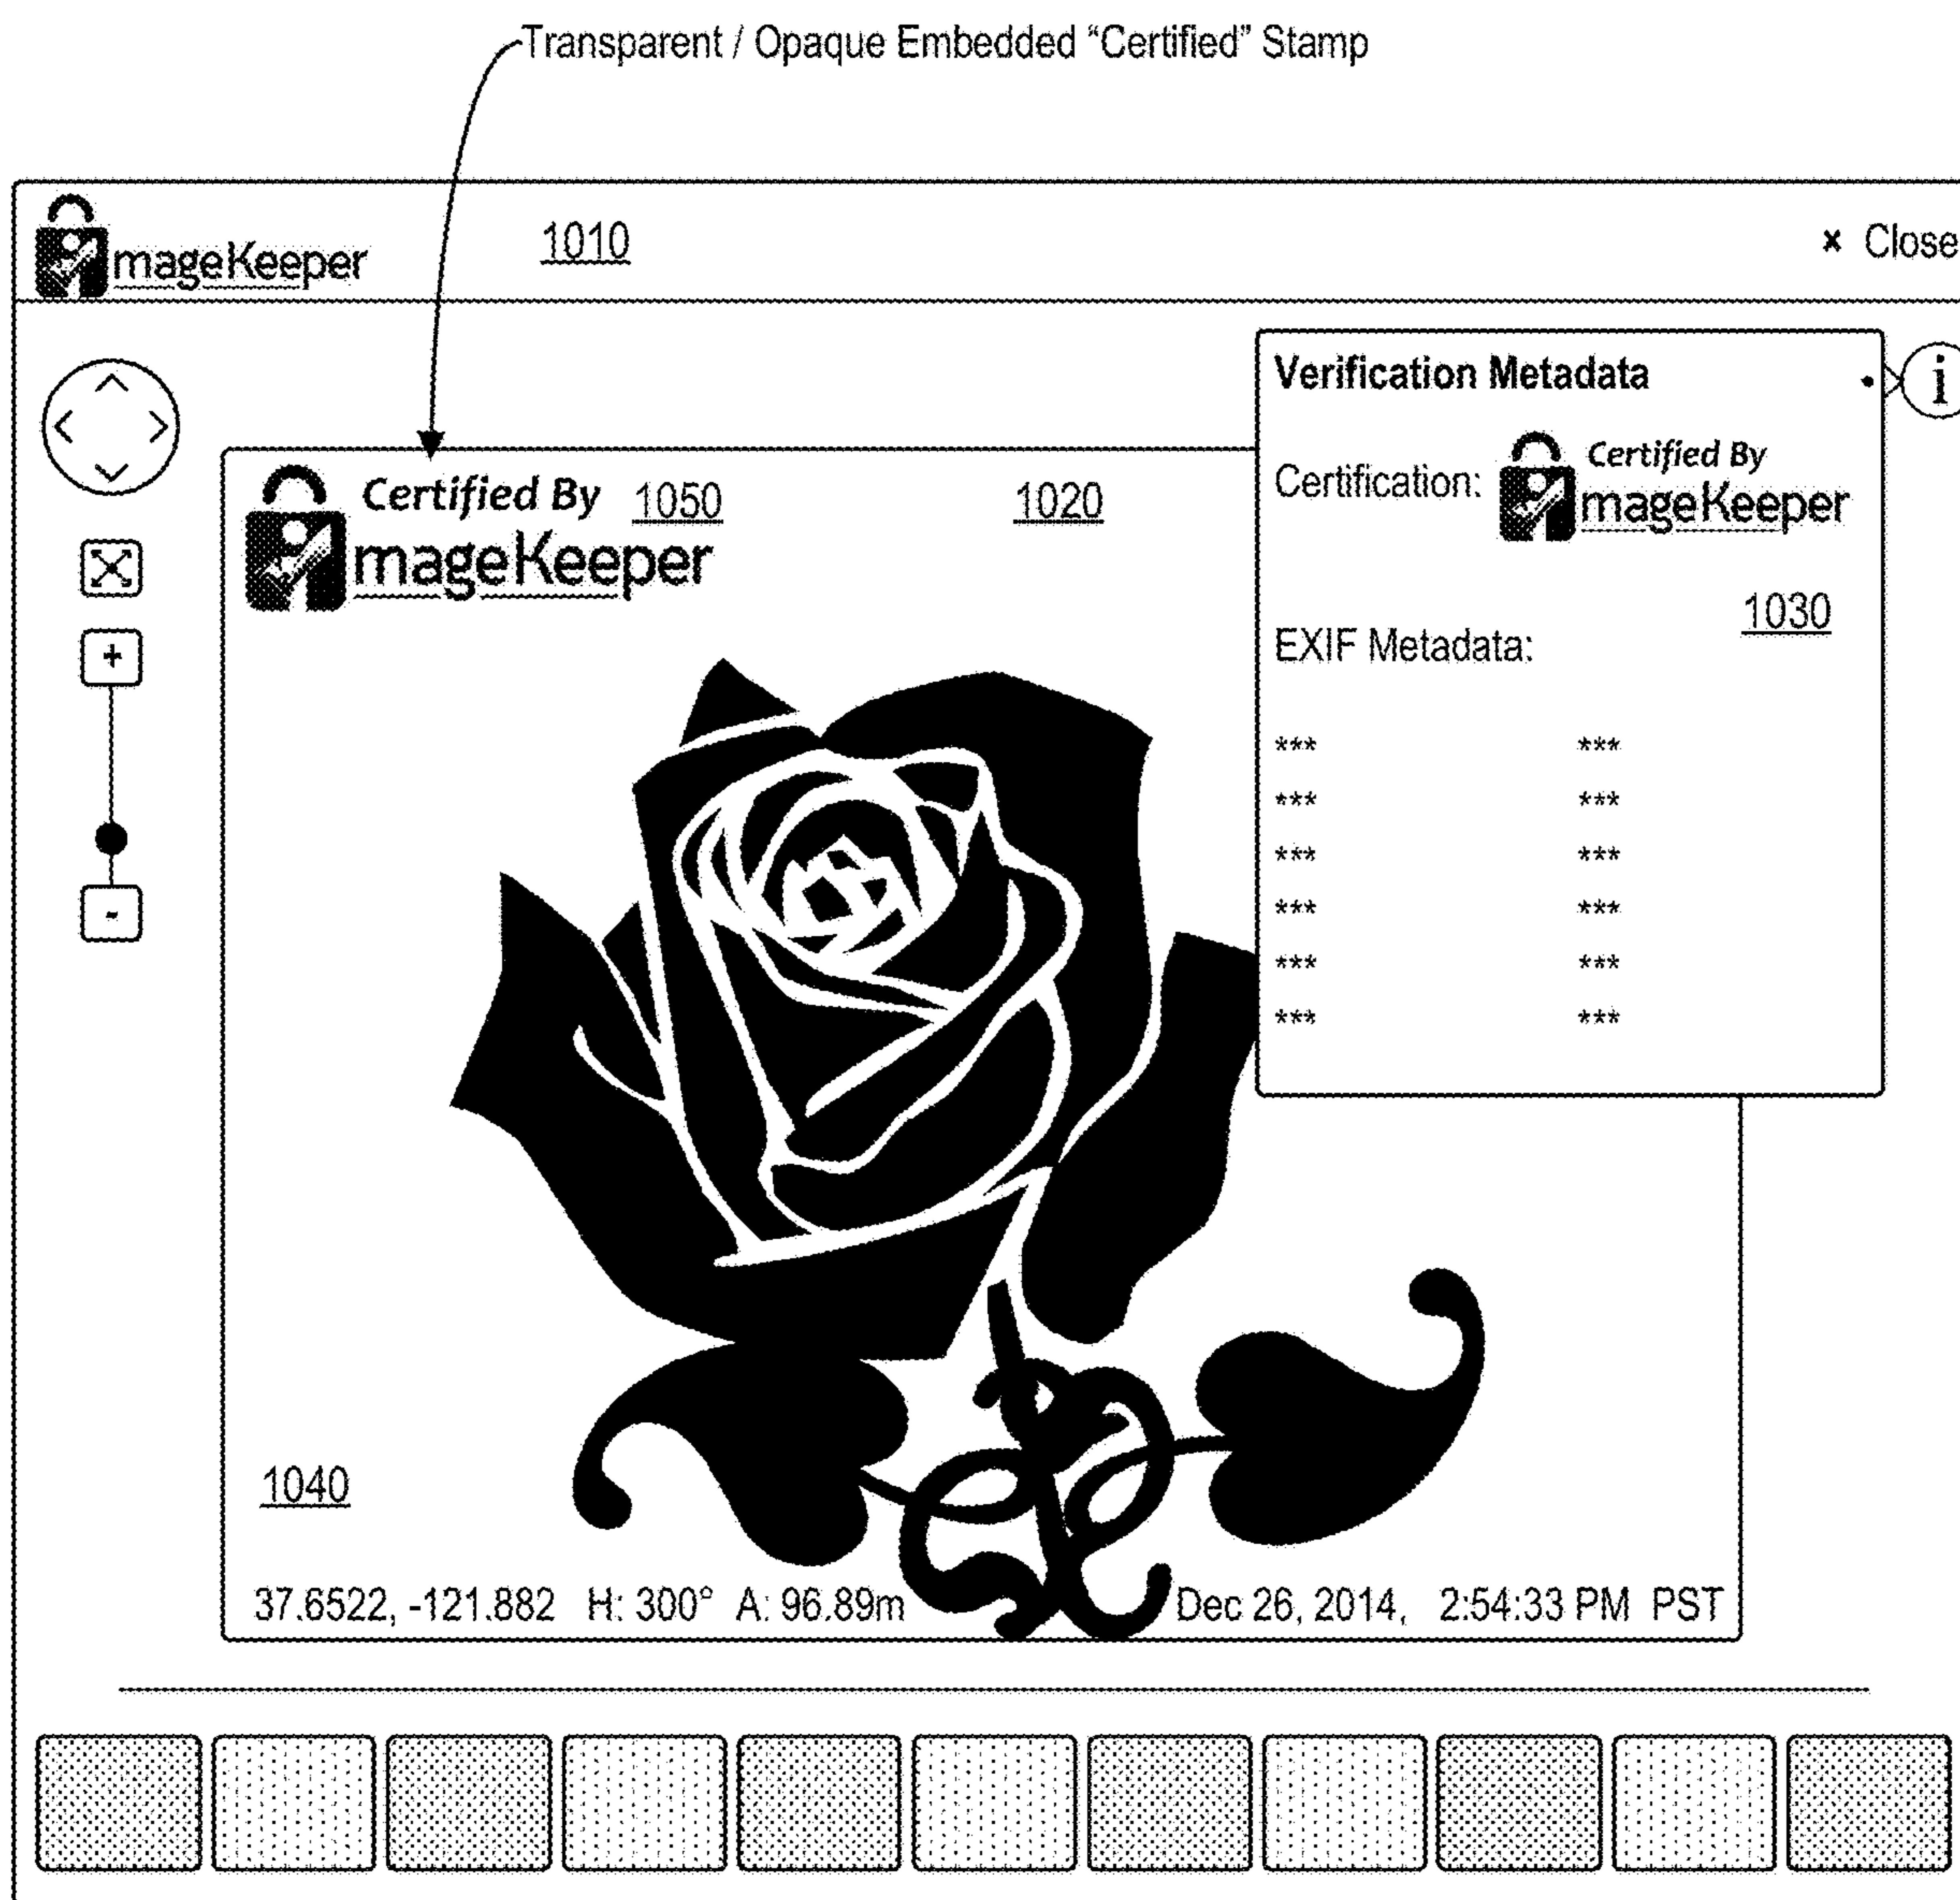 Transparent / Opaque Embedded “Certified” Stamp
mageKeeper 1010 × Close
Verification Metadata i
Certified By 1050 1020
mageKeeper
Certification: Certified By
mageKeeper
1030
EXIF Metadata:
*** ***
*** ***
*** ***
*** ***
*** ***
*** ***
+
-
1040
37.6522, -121.882 H: 300° A: 96.89m Dec 26, 2014, 2:54:33 PM PST